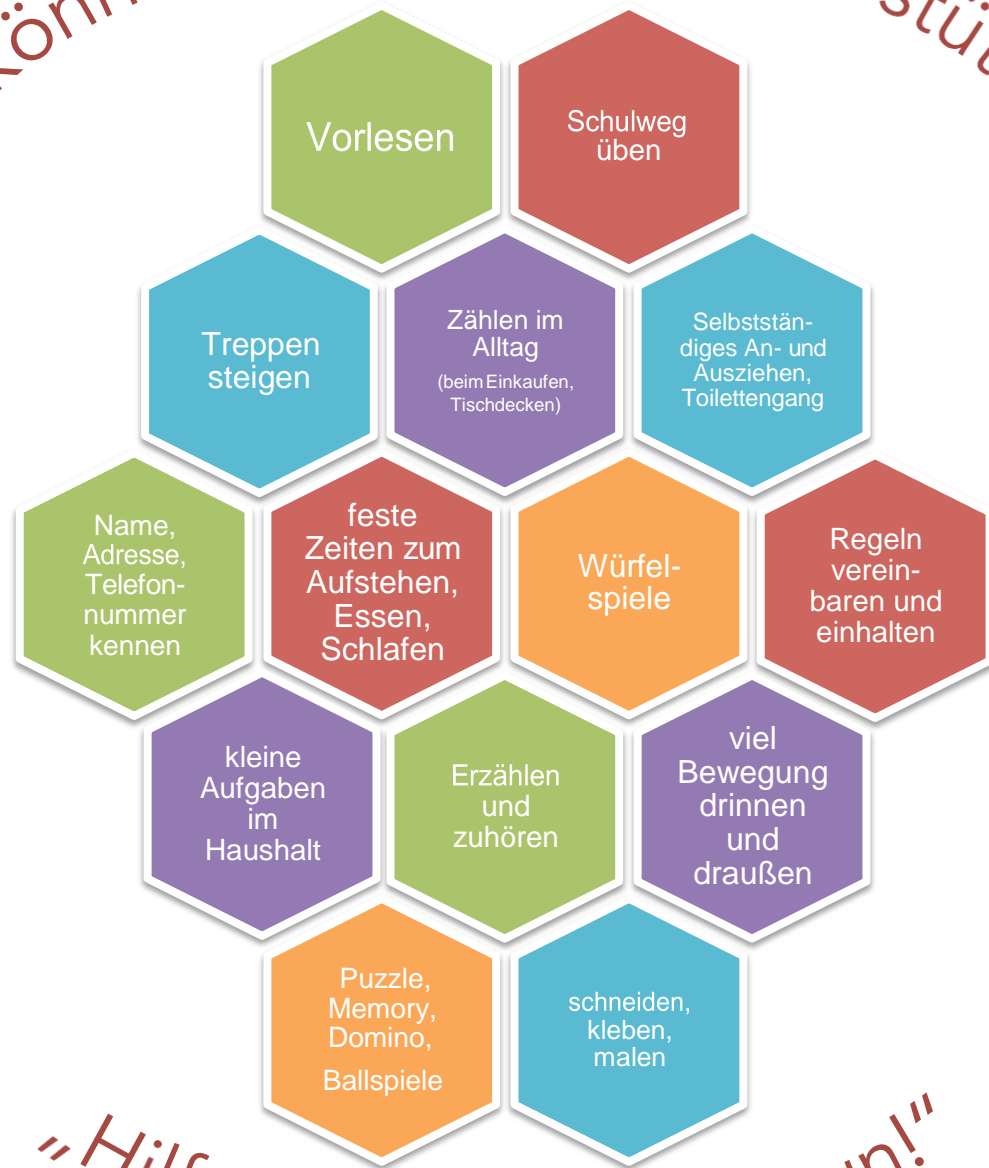 Vorlesen
Schulweg
üben
Treppen
steigen
Zählen im
Alltag
(beim Einkaufen,
Tischdecken)
Selbststän-
diges An- und
Ausziehen,
Toilettengang
Name,
Adresse,
Telefon-
nummer
kennen
feste
Zeiten zum
Aufstehen,
Essen,
Schlafen
Würfel-
spiele
Regeln
verein-
baren und
einhalten
kleine
Aufgaben
im
Haushalt
Erzählen
und
zuhören
viel
Bewegung
drinnen
und
draußen
Puzzle,
Memory,
Domino,
Ballspiele
schneiden,
kleben,
malen